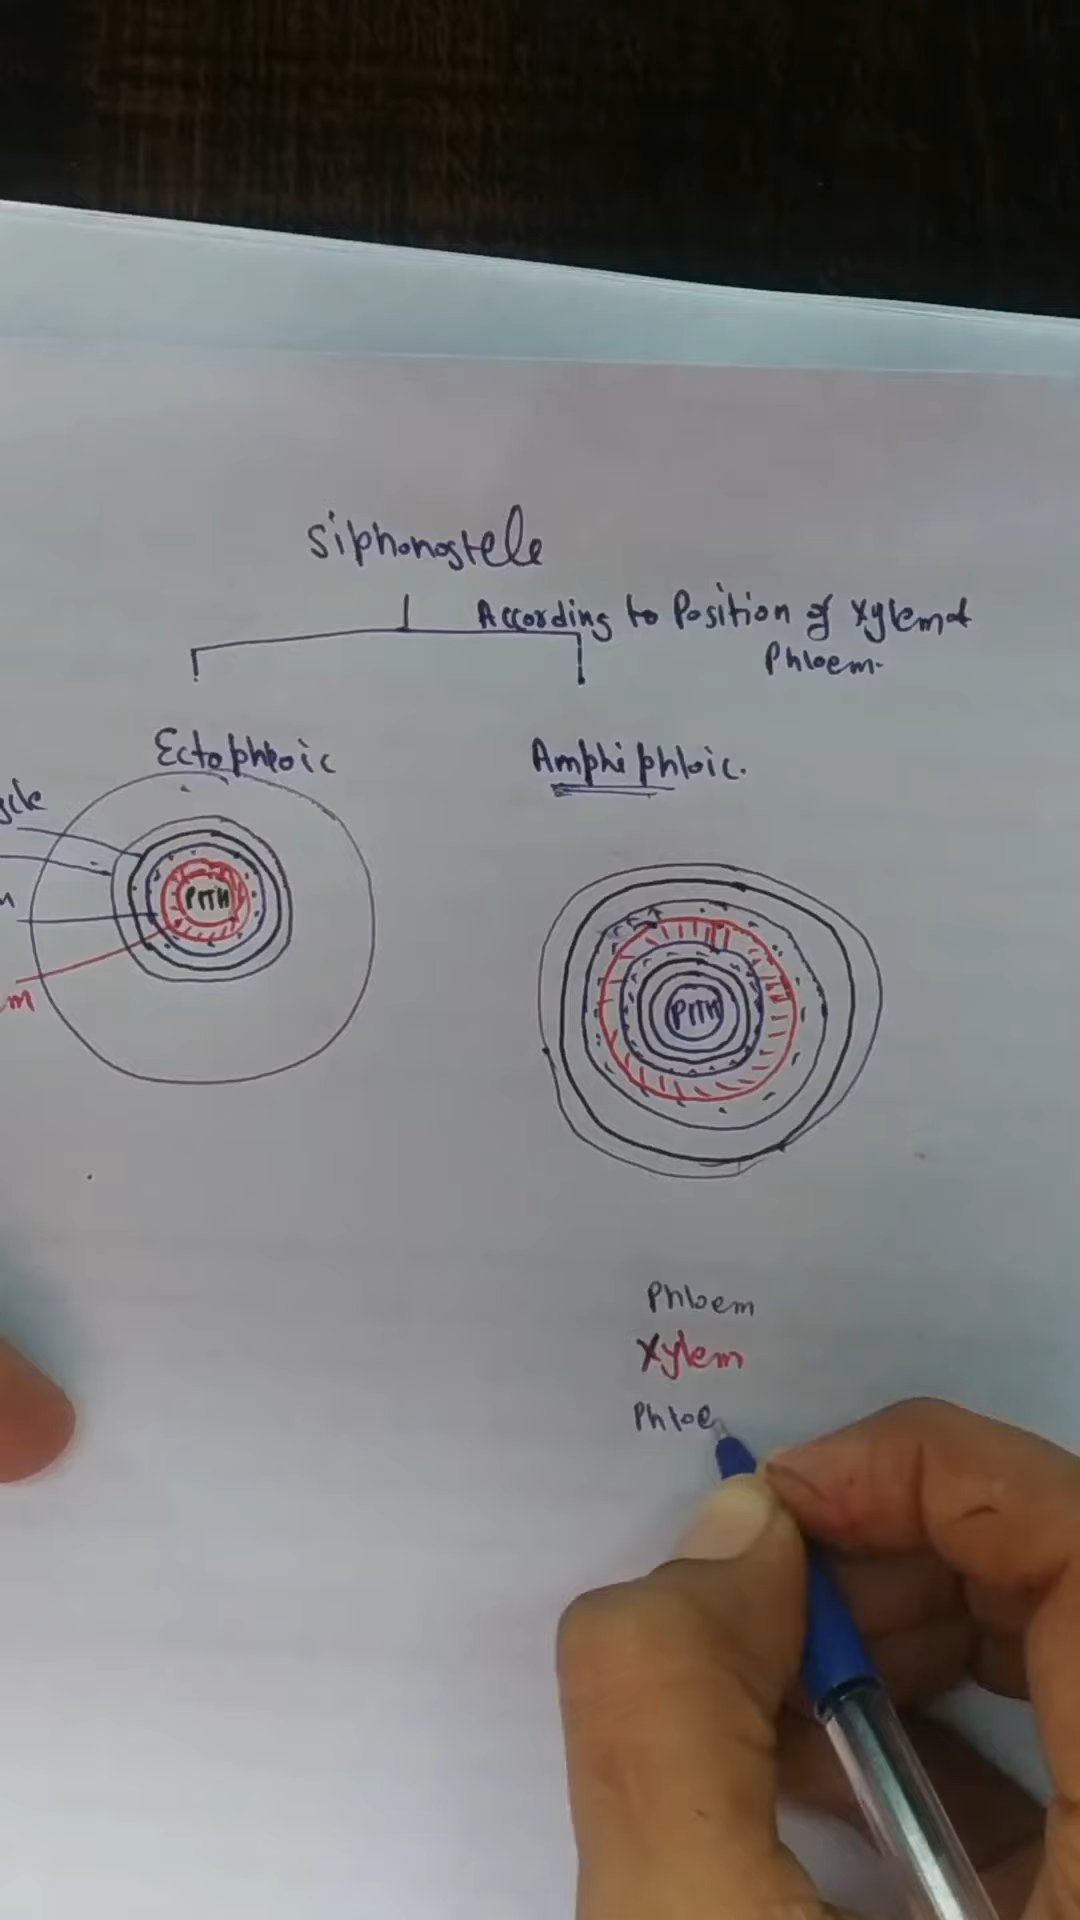 siphonostele
According to Position of Xylem &
Phloem.
Ectophloic
Amphiphloic.
PITH
PITH
Phloem
Xylem
Phloe